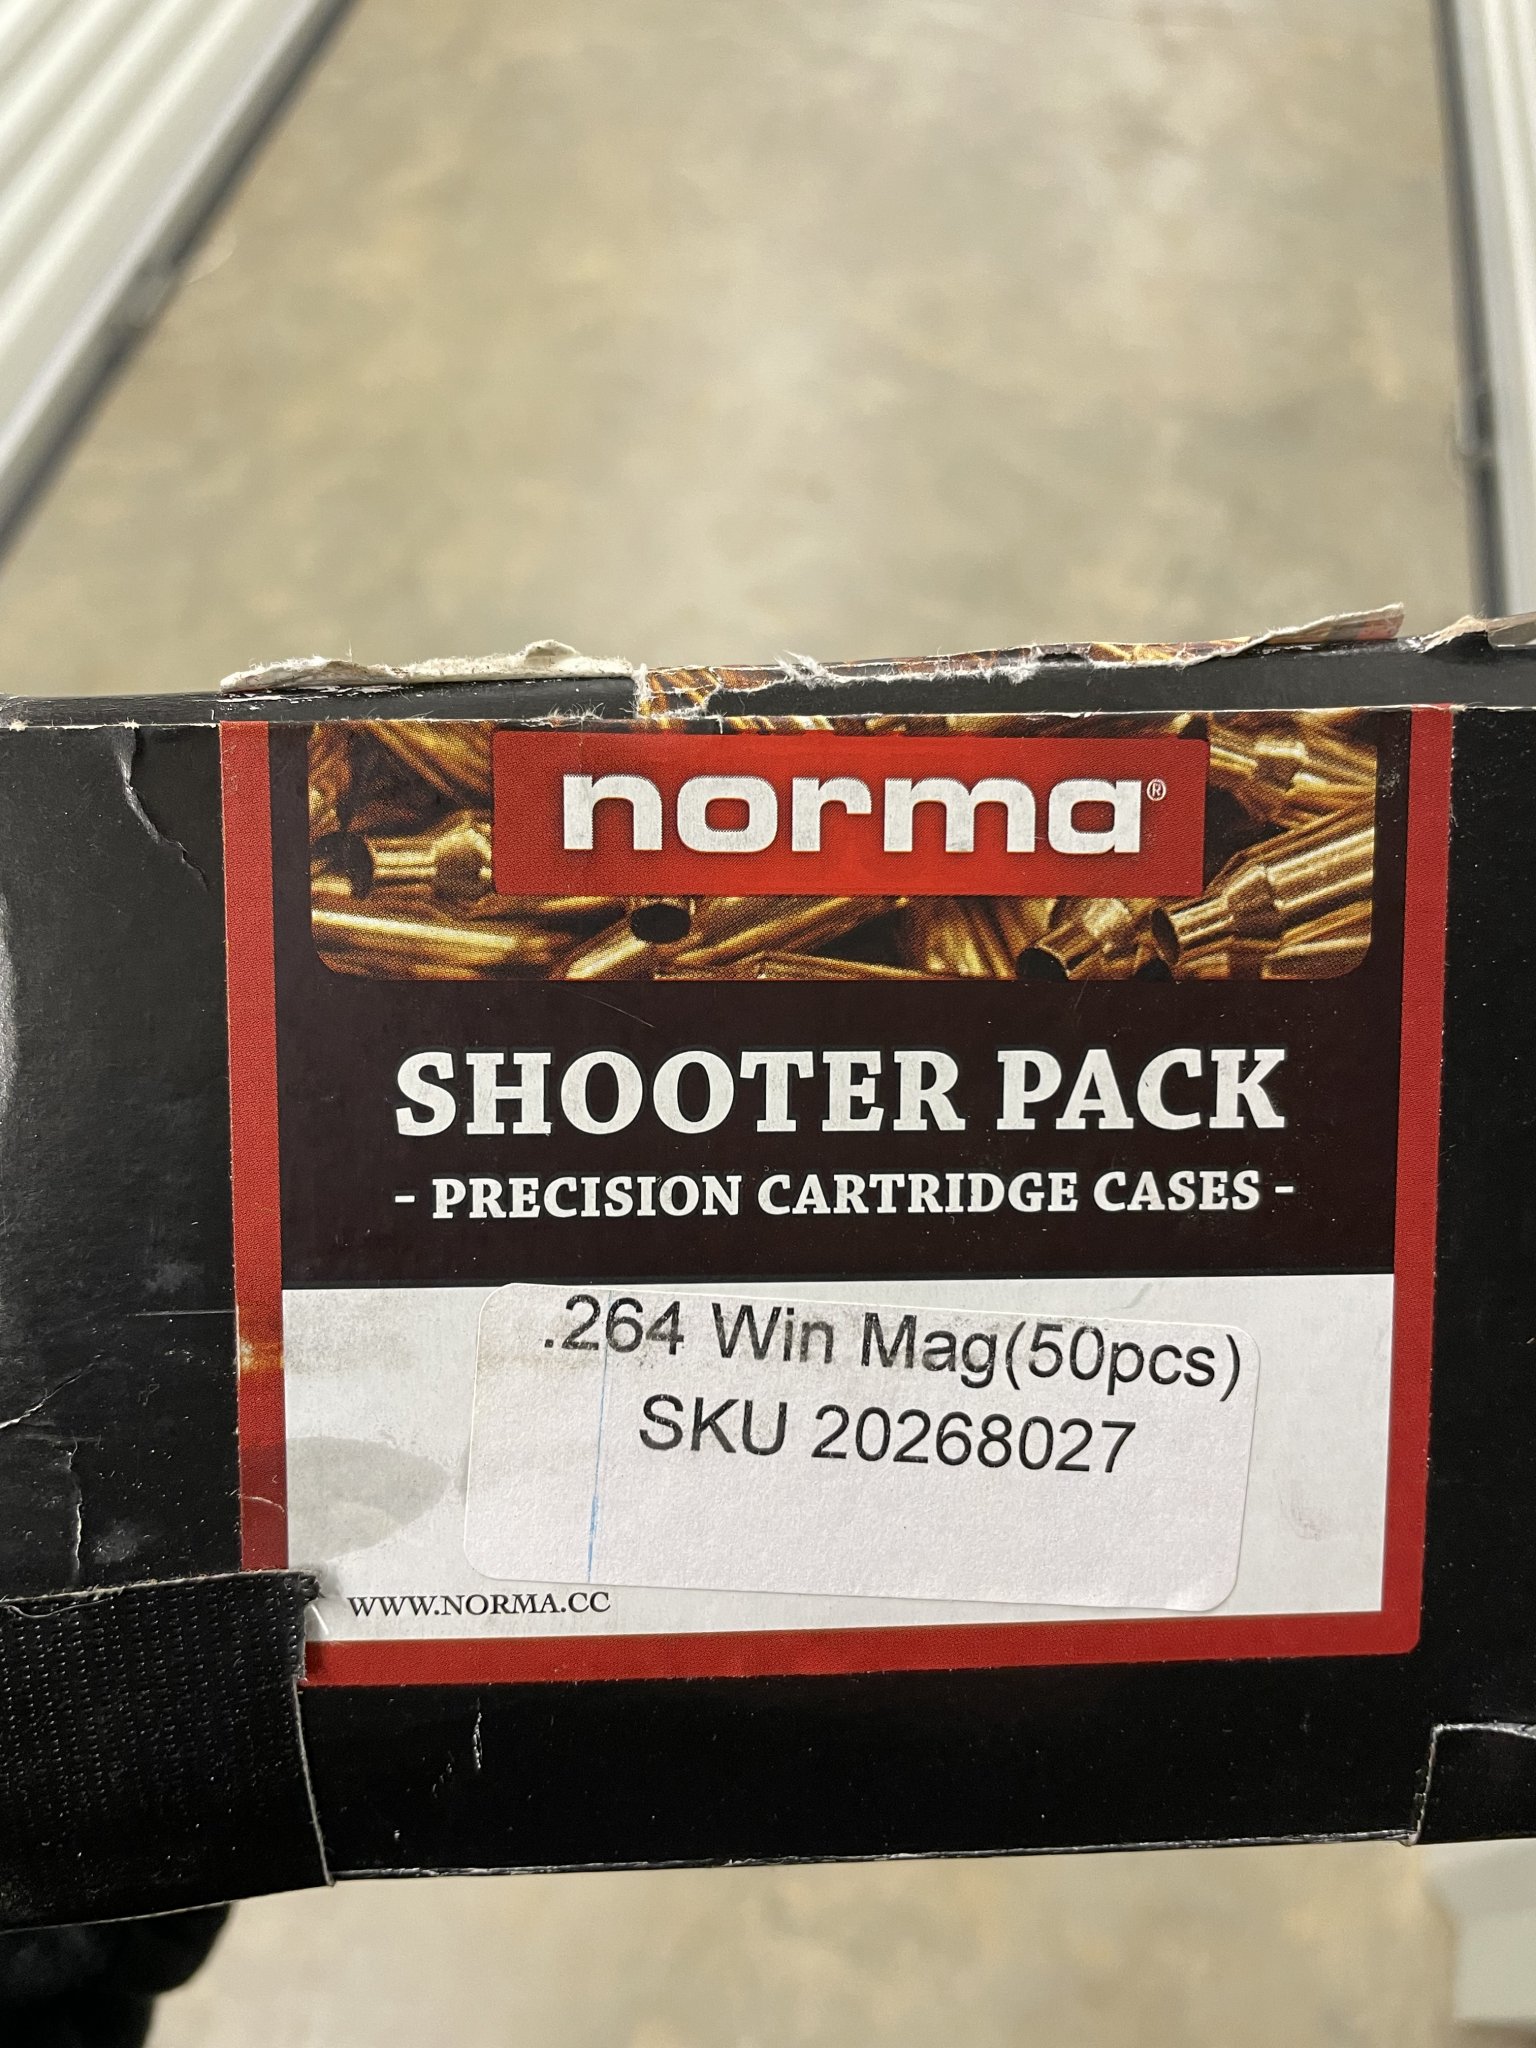 norma®
SHOOTER PACK
- PRECISION CARTRIDGE CASES -
.264 Win Mag(50pcs)
SKU 20268027
WWW.NORMA.CC